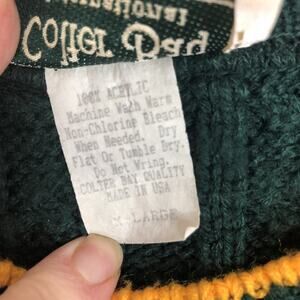 International
Colter Bay
100% ACRYLIC
Machine Wash Warm
Non-Chlorine Bleach
When Needed. Dry
Flat Or Tumble Dry.
Do Not Wring.
COLTER BAY QUALITY
MADE IN USA
X-LARGE